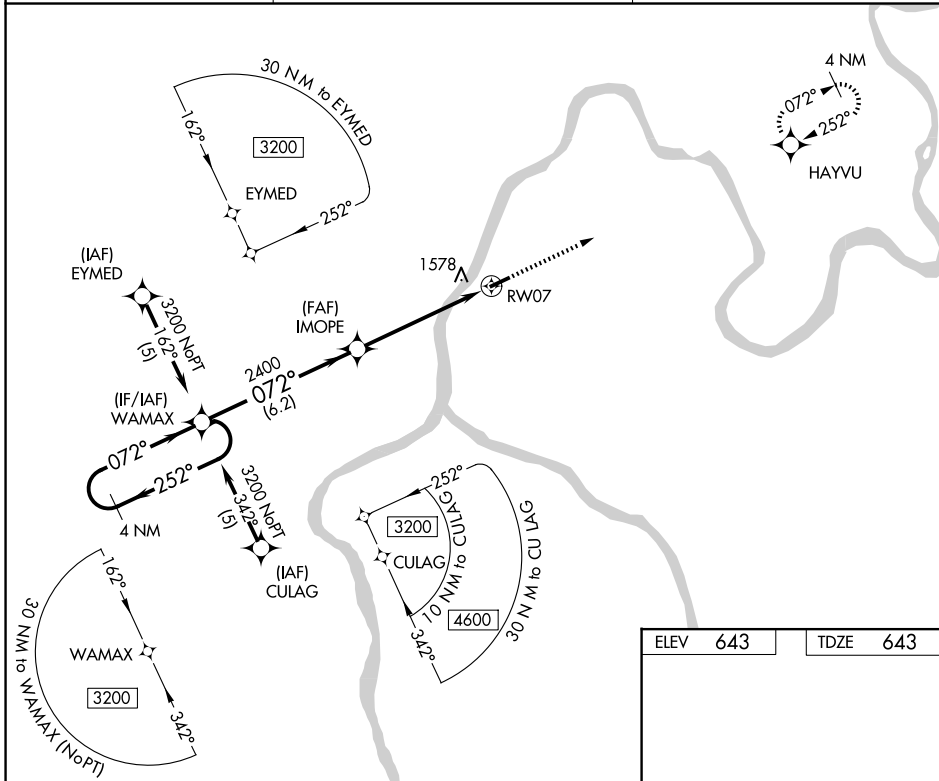 30 NM to EYMED
162°
3200
EYMED
252°
4 NM
072°
252°
HAYVU
(IAF)
EYMED
3200 NoPT
162°
(5)
1578
RW07
(FAF)
IMOPE
2400
072°
(6.2)
(IF/IAF)
WAMAX
072°
252°
4 NM
3200 NoPT
342°
(5)
(IAF)
CULAG
252°
3200
CULAG
10 NM to CULAG
4600
30 NM to CULAG
342°
162°
WAMAX
3200
342°
30 NM to WAMAX (NoPT)
ELEV 643
TDZE 643